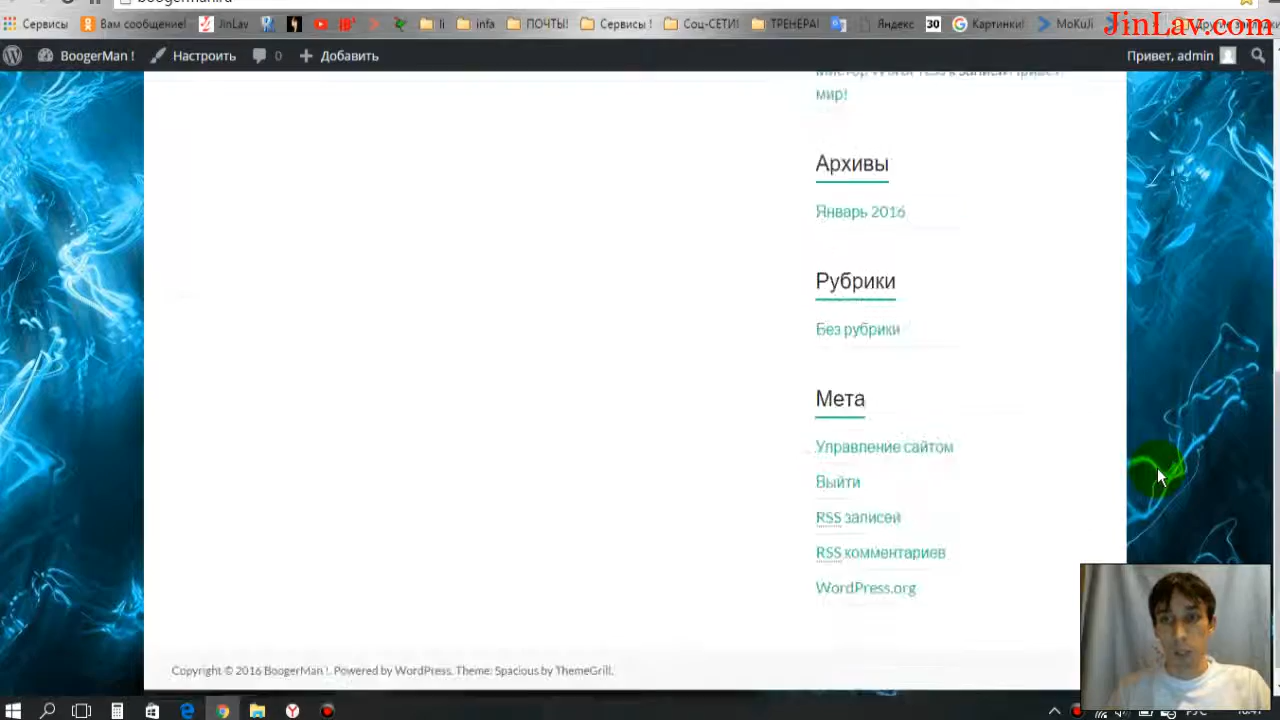 Сервисы Вам сообщение! JinLav li infa ПОЧТЫ! Сервисы ! Соц-СЕТИ! ТРЕНЕРА! Яндекс 30 Картинки! MoKuJi
JinLav.com
BoogerMan ! Настроить 0 Добавить Привет, admin
мир!
Архивы
Январь 2016
Рубрики
Без рубрики
Мета
Управление сайтом
Выйти
RSS записей
RSS комментариев
WordPress.org
Copyright © 2016 BoogerMan !. Powered by WordPress. Theme: Spacious by ThemeGrill.